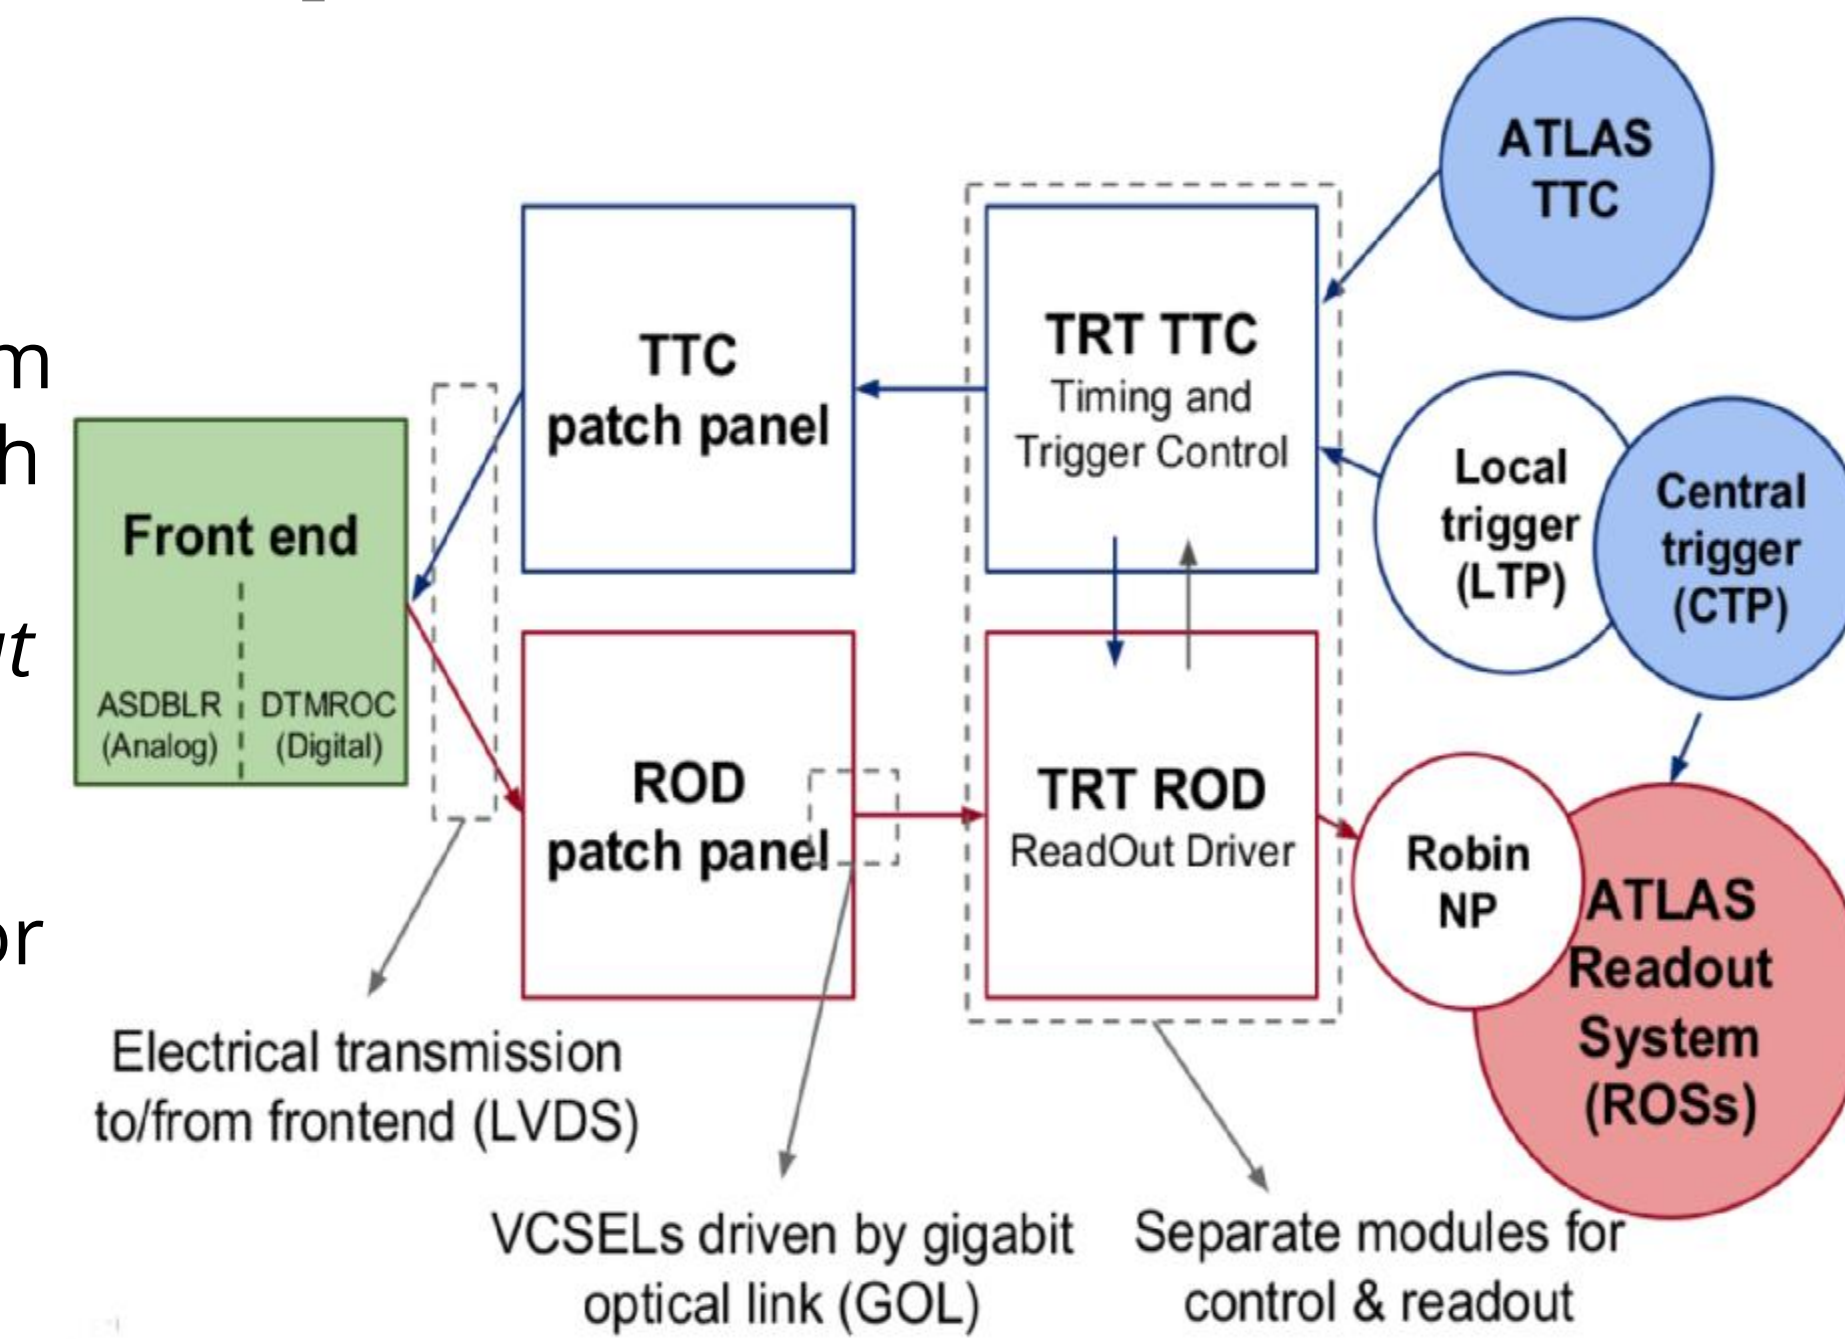 ATLAS
TTC
TTC
patch panel
TRT TTC
Timing and
Trigger Control
Local
trigger
(LTP)
Central
trigger
(CTP)
Front end
ASDBLR
(Analog)
DTMROC
(Digital)
ROD
patch panel
TRT ROD
ReadOut Driver
Robin
NP
ATLAS
Readout
System
(ROSs)
Electrical transmission
to/from frontend (LVDS)
VCSELs driven by gigabit
optical link (GOL)
Separate modules for
control & readout